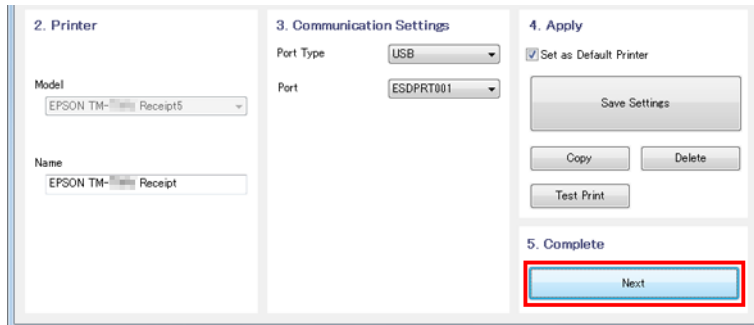 2. Printer
Model
EPSON TM- Receipt5
Name
EPSON TM- Receipt
3. Communication Settings
Port Type
USB
Port
ESDPRT001
4. Apply
Set as Default Printer
Save Settings
Copy
Delete
Test Print
5. Complete
Next